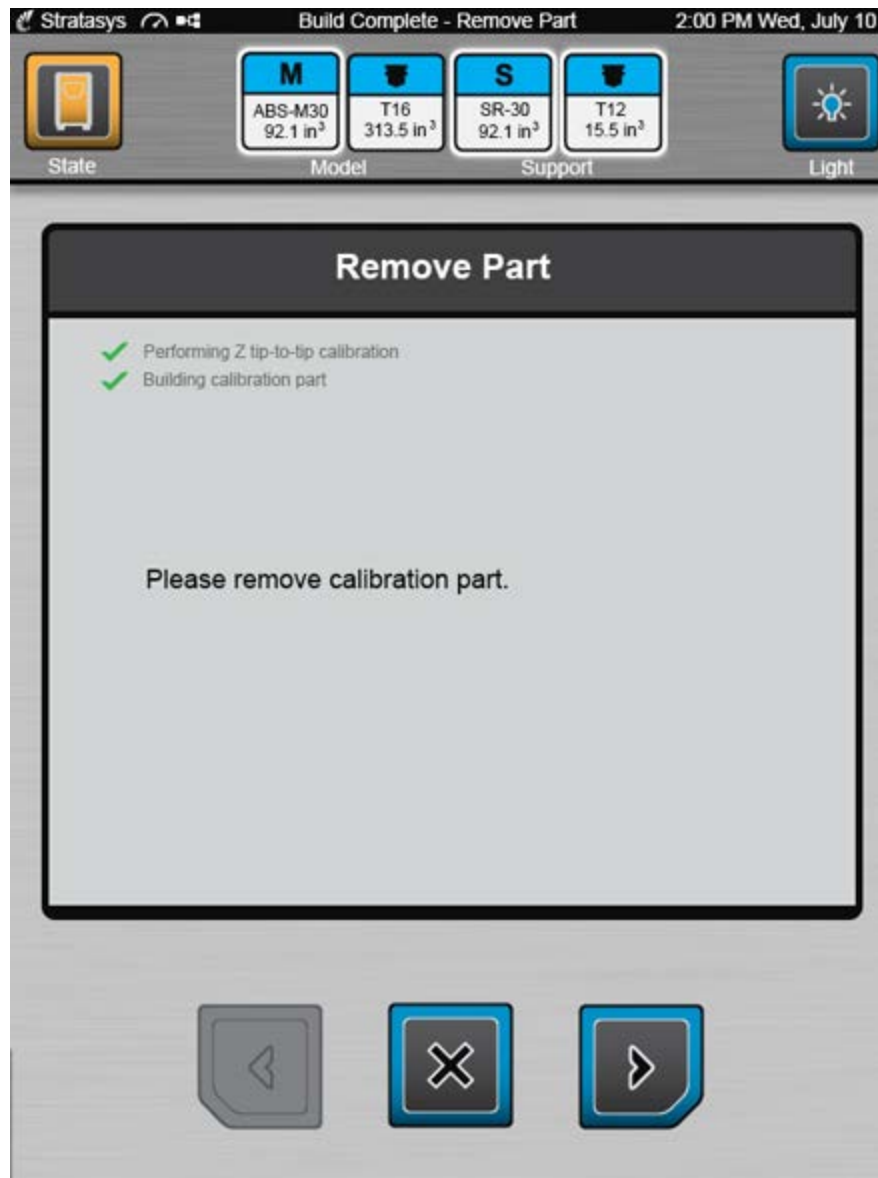 Stratasys Build Complete - Remove Part 2:00 PM Wed, July 10
M S
ABS-M30 T16 SR-30 T12
92.1 in³ 313.5 in³ 92.1 in³ 15.5 in³
State Model Support Light
Remove Part
Performing Z tip-to-tip calibration
Building calibration part
Please remove calibration part.